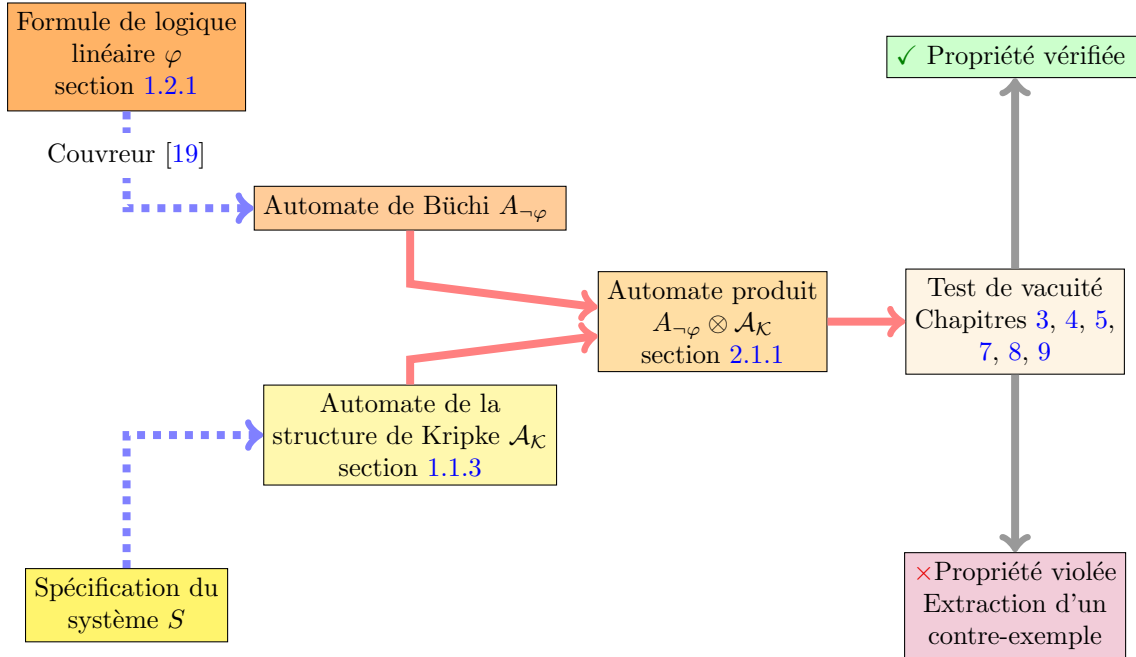 Formule de logique
linéaire φ
section 1.2.1
Couvreur [19]
Automate de Büchi A¬φ
Automate de la
structure de Kripke 𝒜𝒦
section 1.1.3
Spécification du
système S
Automate produit
A¬φ ⊗ 𝒜𝒦
section 2.1.1
Test de vacuité
Chapitres 3, 4, 5,
7, 8, 9
✓ Propriété vérifiée
×Propriété violée
Extraction d'un
contre-exemple